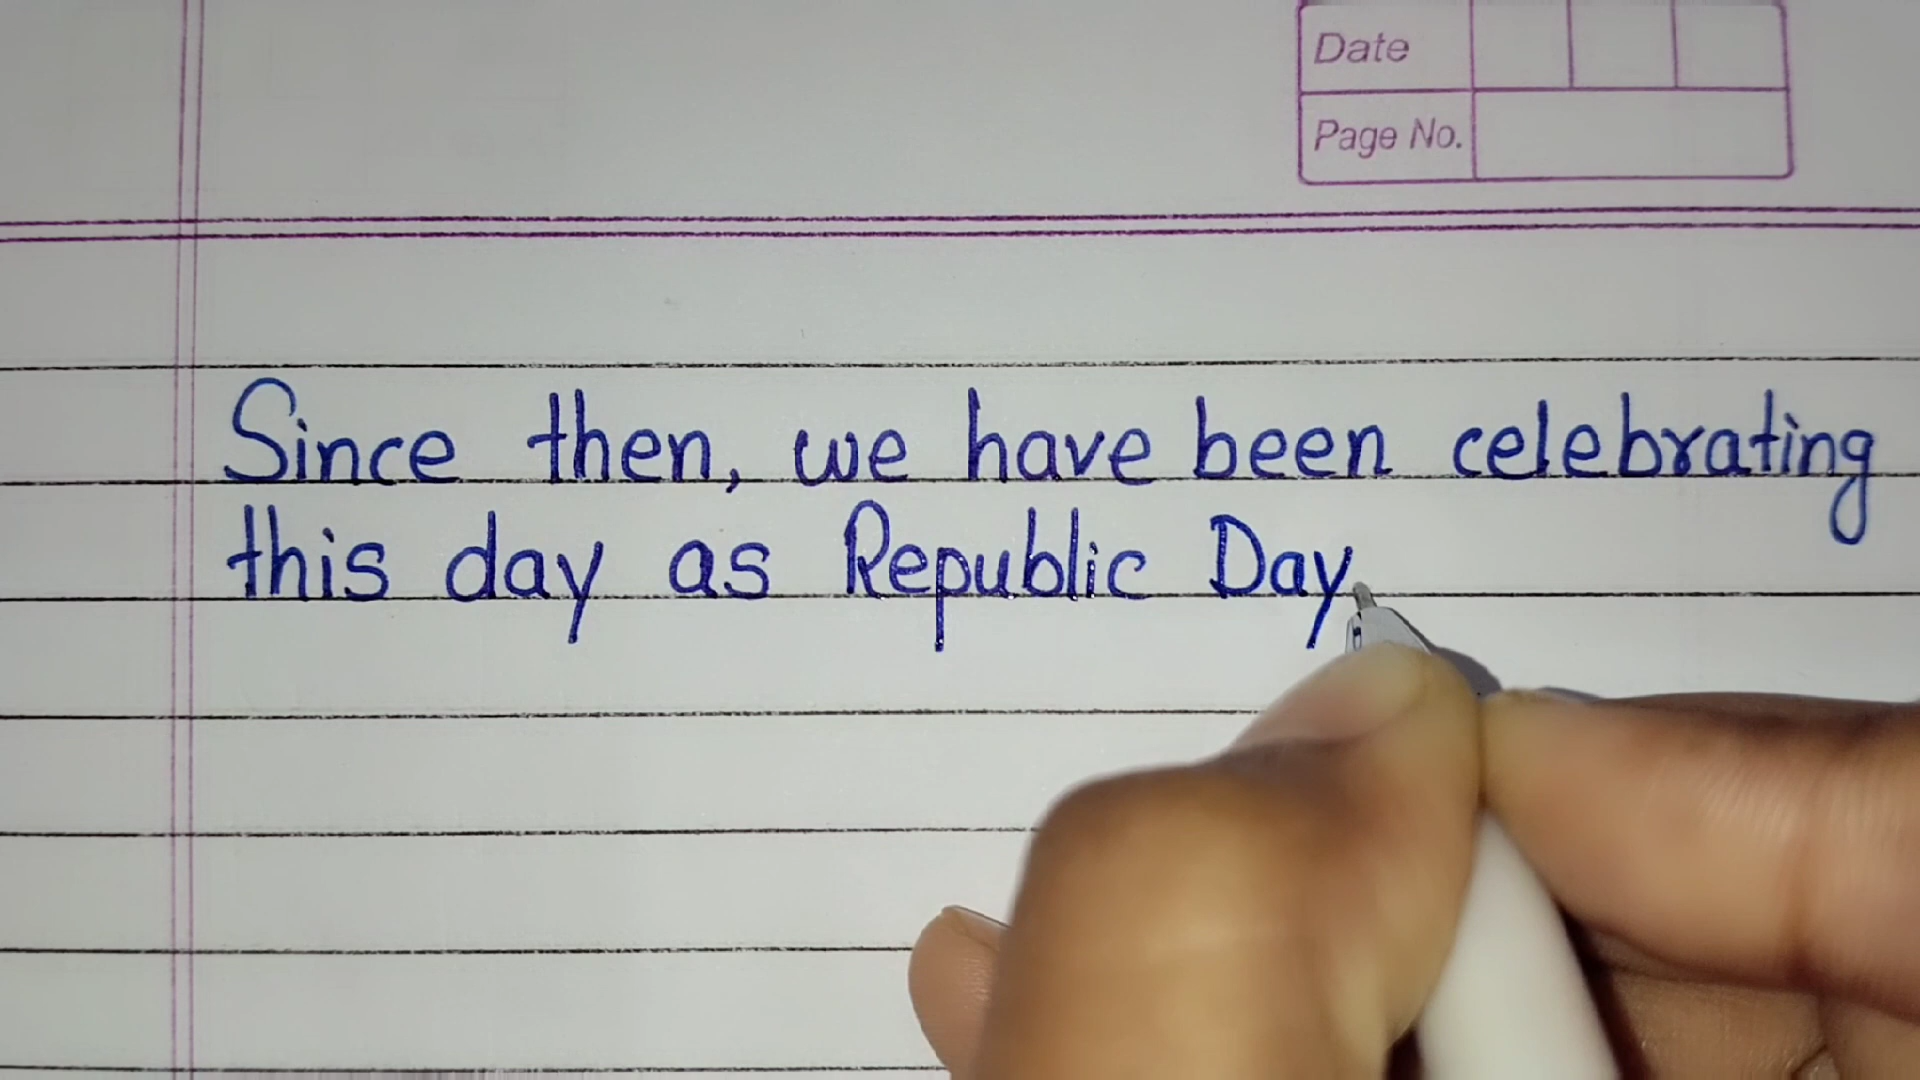 Date
Page No.
Since then, we have been celebrating
this day as Republic Day